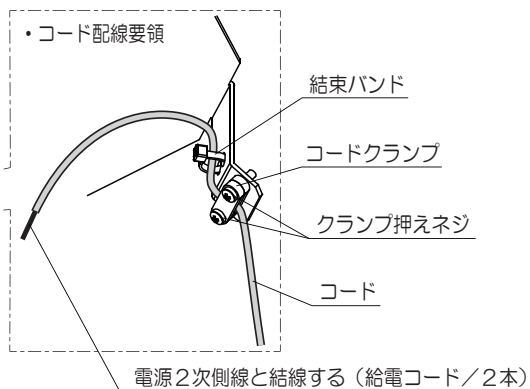 ・コード配線要領
結束バンド
コードクランプ
クランプ押えネジ
コード
電源2次側線と結線する（給電コード／2本）